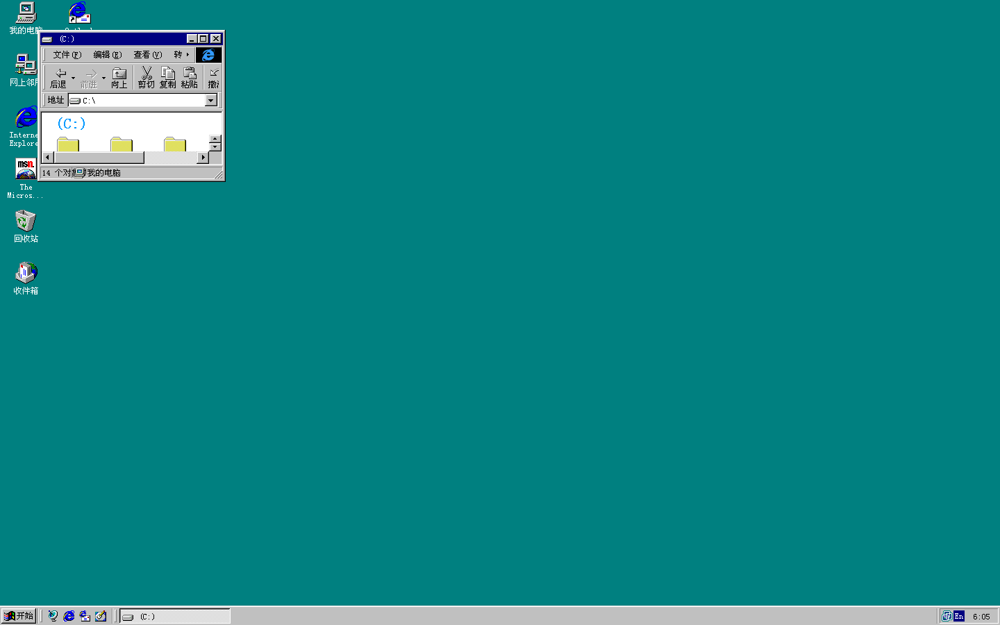 我的电脑
网上邻
Interne
Explore
msn
The
Micros...
回收站
收件箱
(C:)
文件(F) 编辑(E) 查看(V) 转
后退 前进 向上 剪切 复制 粘贴 撤
地址 C:\
(C:)
14 个对 我的电脑
开始 (C:) En 6:05